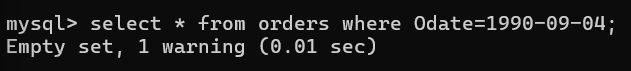 mysql> select * from orders where Odate=1990-09-04;
Empty set, 1 warning (0.01 sec)